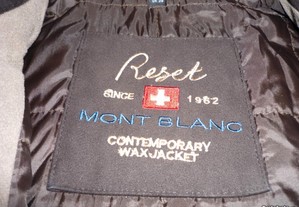 Reset
SINCE 1982
MONT BLANC
CONTEMPORARY
WAXJACKET